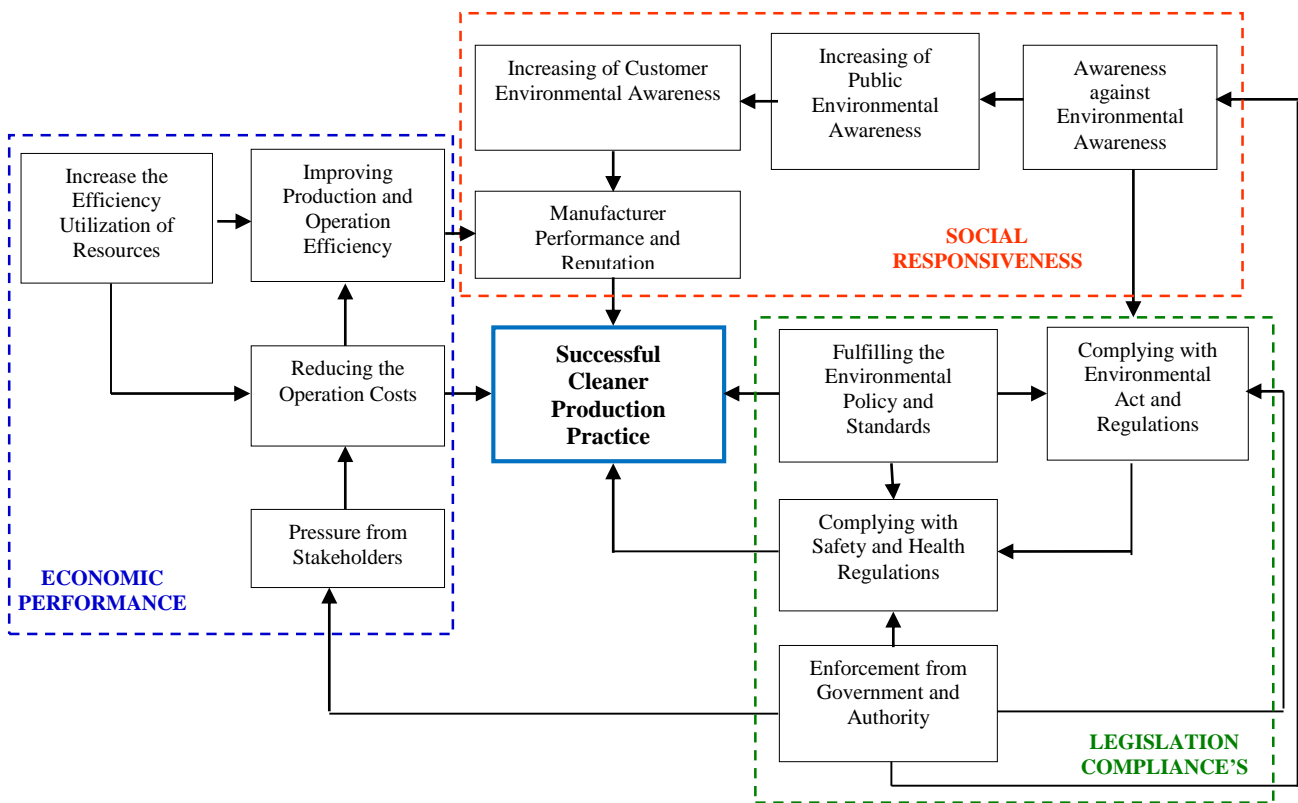 Increasing of Customer
Environmental Awareness
Increasing of
Public
Environmental
Awareness
Awareness
against
Environmental
Awareness
Increase the
Efficiency
Utilization of
Resources
Improving
Production and
Operation
Efficiency
Manufacturer
Performance and
Reputation
SOCIAL
RESPONSIVENESS
Reducing the
Operation Costs
Successful
Cleaner
Production
Practice
Fulfilling the
Environmental
Policy and
Standards
Complying with
Environmental
Act and
Regulations
Pressure from
Stakeholders
Complying with
Safety and Health
Regulations
ECONOMIC
PERFORMANCE
Enforcement from
Government and
Authority
LEGISLATION
COMPLIANCE’S